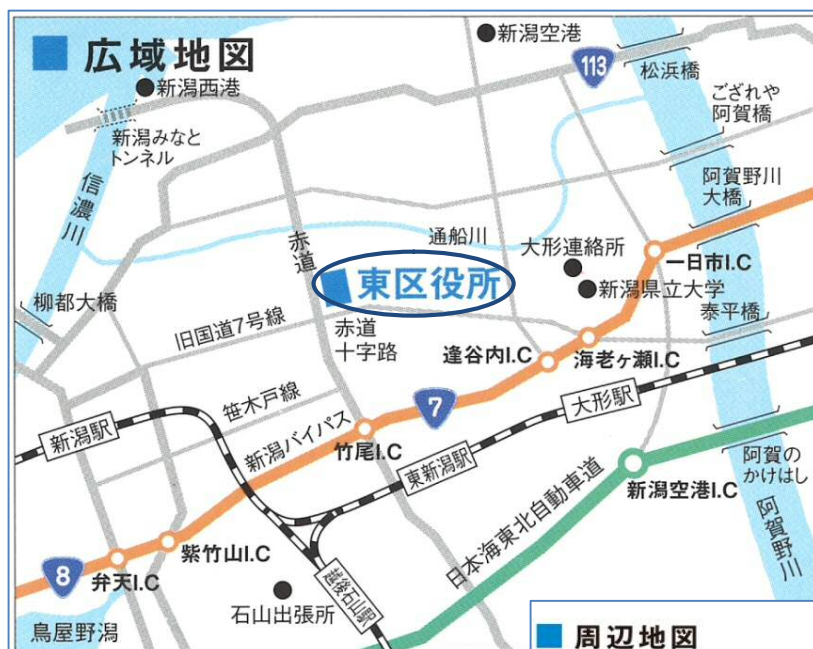 広域地図
新潟空港
113
松浜橋
新潟西港
ござれや
阿賀橋
新潟みなと
トンネル
信濃川
阿賀野川
大橋
赤道
通船川
大形連絡所
一日市I.C
東区役所
新潟県立大学
柳都大橋
泰平橋
旧国道7号線
赤道
十字路
逢谷内I.C
海老ヶ瀬I.C
笹木戸線
7
大形駅
新潟駅
新潟バイパス
竹尾I.C
東新潟駅
阿賀の
かけはし
新潟空港I.C
日本海東北自動車道
阿賀野川
紫竹山I.C
8
弁天I.C
越後石山駅
石山出張所
鳥屋野潟
周辺地図